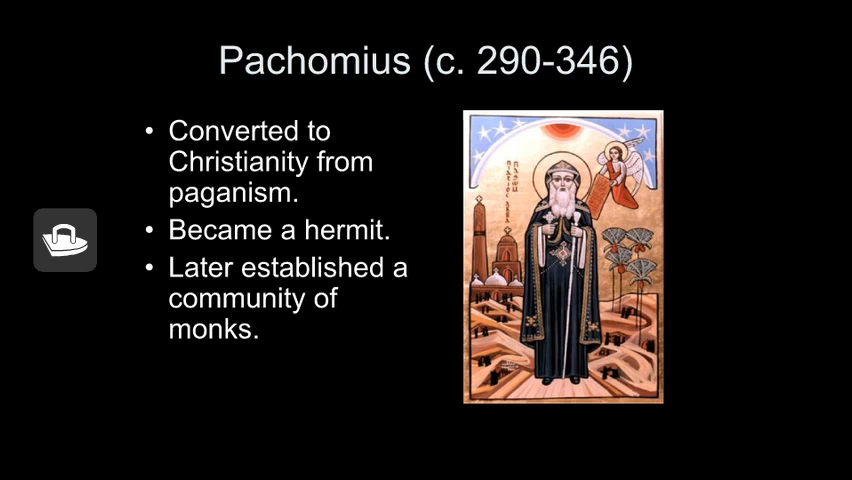 Pachomius (c. 290-346)
• Converted to
Christianity from
paganism.
• Became a hermit.
• Later established a
community of
monks.